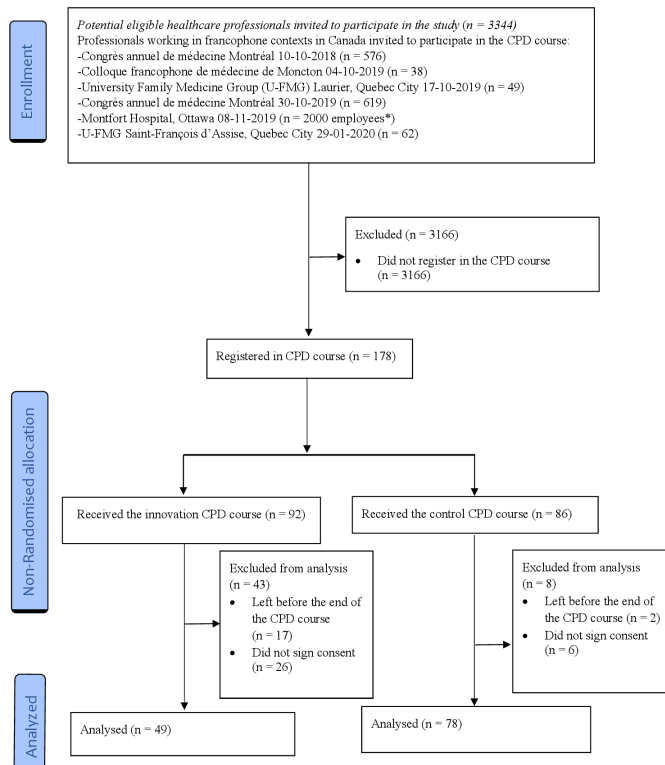 Enrollment
Potential eligible healthcare professionals invited to participate in the study (n = 3344)
Professionals working in francophone contexts in Canada invited to participate in the CPD course:
-Congrès annuel de médecine Montréal 10-10-2018 (n = 576)
-Colloque francophone de médecine de Moncton 04-10-2019 (n = 38)
-University Family Medicine Group (U-FMG) Laurier, Quebec City 17-10-2019 (n = 49)
-Congrès annuel de médecine Montréal 30-10-2019 (n = 619)
-Montfort Hospital, Ottawa 08-11-2019 (n = 2000 employees*)
-U-FMG Saint-François d’Assise, Quebec City 29-01-2020 (n = 62)
Excluded (n = 3166)
• Did not register in the CPD course
(n = 3166)
Registered in CPD course (n = 178)
Non-Randomised allocation
Received the innovation CPD course (n = 92)
Received the control CPD course (n = 86)
Excluded from analysis
(n = 43)
• Left before the end of
the CPD course
(n = 17)
• Did not sign consent
(n = 26)
Excluded from analysis
(n = 8)
• Left before the end of
the CPD course (n = 2)
• Did not sign consent
(n = 6)
Analyzed
Analysed (n = 49)
Analysed (n = 78)